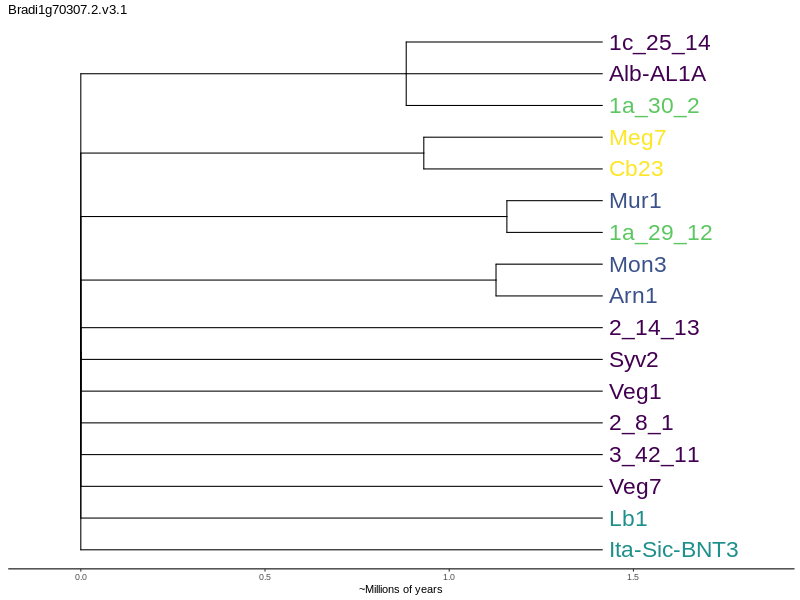 Bradi1g70307.2.v3.1
1c_25_14
Alb-AL1A
1a_30_2
Meg7
Cb23
Mur1
1a_29_12
Mon3
Arn1
2_14_13
Syv2
Veg1
2_8_1
3_42_11
Veg7
Lb1
Ita-Sic-BNT3
0.0 0.5 1.0 1.5
~Millions of years